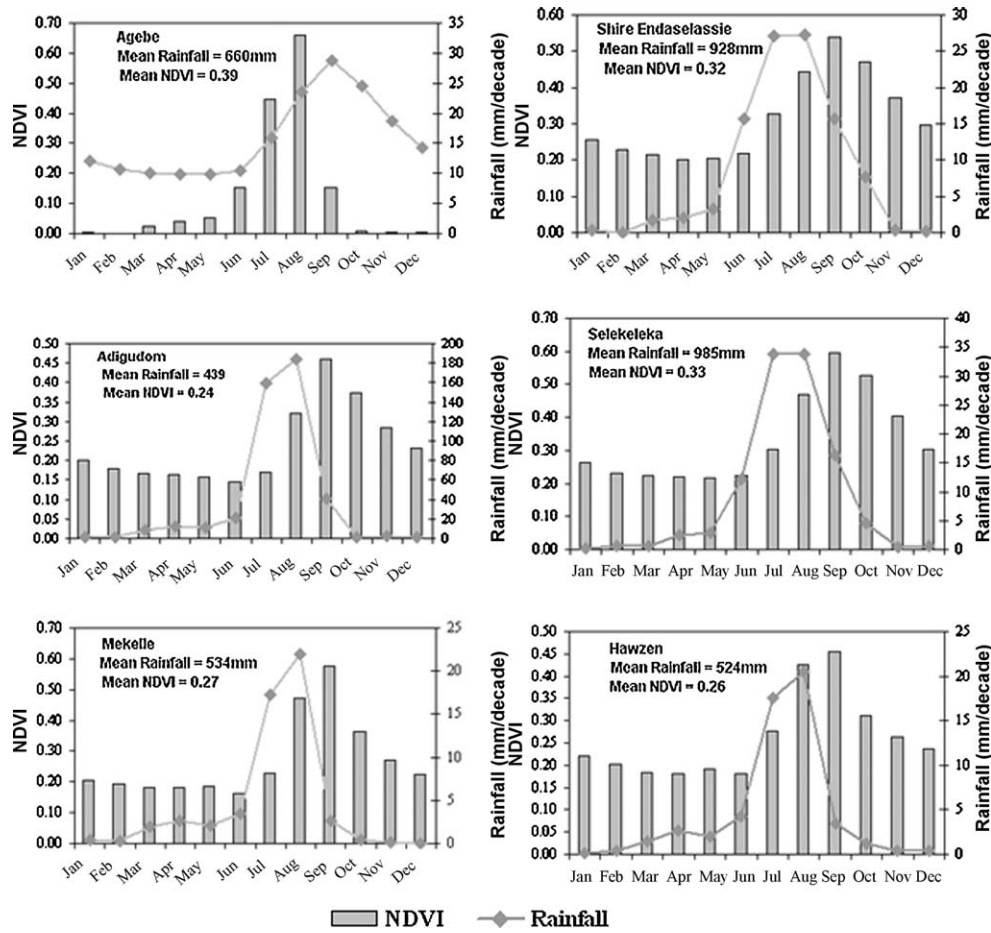 Agebe
Mean Rainfall = 660mm
Mean NDVI = 0.39
NDVI
0.70
0.60
0.50
0.40
0.30
0.20
0.10
0.00
35
30
25
20
15
10
5
0
Rainfall (mm/decade)
Jan Feb Mar Apr May Jun Jul Aug Sep Oct Nov Dec
Shire Endaselassie
Mean Rainfall = 928mm
Mean NDVI = 0.32
NDVI
0.60
0.50
0.40
0.30
0.20
0.10
0.00
30
25
20
15
10
5
0
Rainfall (mm/decade)
Jan Feb Mar Apr May Jun Jul Aug Sep Oct Nov Dec
Adigudom
Mean Rainfall = 439
Mean NDVI = 0.24
NDVI
0.50
0.45
0.40
0.35
0.30
0.25
0.20
0.15
0.10
0.05
0.00
200
180
160
140
120
100
80
60
40
20
0
Rainfall (mm/decade)
Jan Feb Mar Apr May Jun Jul Aug Sep Oct Nov Dec
Selekeleka
Mean Rainfall = 985mm
Mean NDVI = 0.33
NDVI
0.70
0.60
0.50
0.40
0.30
0.20
0.10
0.00
40
35
30
25
20
15
10
5
0
Rainfall (mm/decade)
Jan Feb Mar Apr May Jun Jul Aug Sep Oct Nov Dec
Mekelle
Mean Rainfall = 534mm
Mean NDVI = 0.27
NDVI
0.70
0.60
0.50
0.40
0.30
0.20
0.10
0.00
25
20
15
10
5
0
Rainfall (mm/decade)
Jan Feb Mar Apr May Jun Jul Aug Sep Oct Nov Dec
Hawzen
Mean Rainfall = 524mm
Mean NDVI = 0.26
NDVI
0.50
0.45
0.40
0.35
0.30
0.25
0.20
0.15
0.10
0.05
0.00
25
20
15
10
5
0
Rainfall (mm/decade)
Jan Feb Mar Apr May Jun Jul Aug Sep Oct Nov Dec
NDVI Rainfall